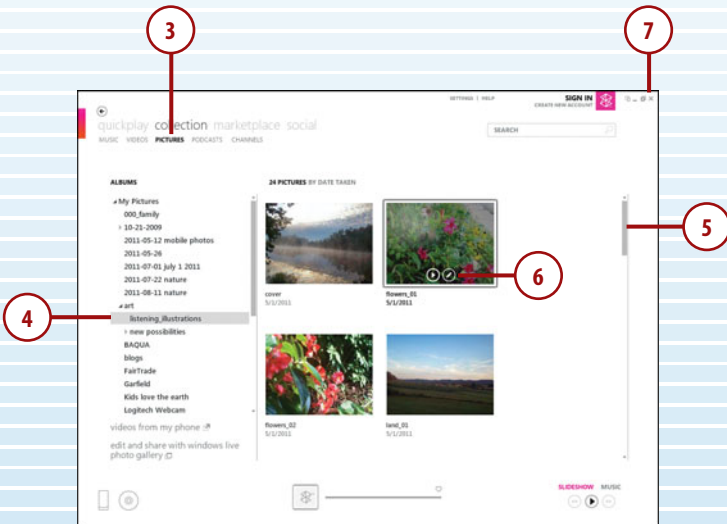 3
7
SETTINGS | HELP
SIGN IN
CREATE NEW ACCOUNT
quickplay collection marketplace social
SEARCH
MUSIC VIDEOS PICTURES PODCASTS CHANNELS
ALBUMS
My Pictures
000_family
10-21-2009
2011-05-12 mobile photos
2011-05-26
2011-07-01 july 1 2011
2011-07-22 nature
2011-08-11 nature
art
listening_illustrations
new possibilities
BAQUA
blogs
FairTrade
Garfield
Kids love the earth
Logitech Webcam
videos from my phone
edit and share with windows live
photo gallery
4
24 PICTURES BY DATE TAKEN
cover
5/1/2011
flowers_01
5/1/2011
flowers_02
5/1/2011
land_01
5/1/2011
5
6
SLIDESHOW MUSIC